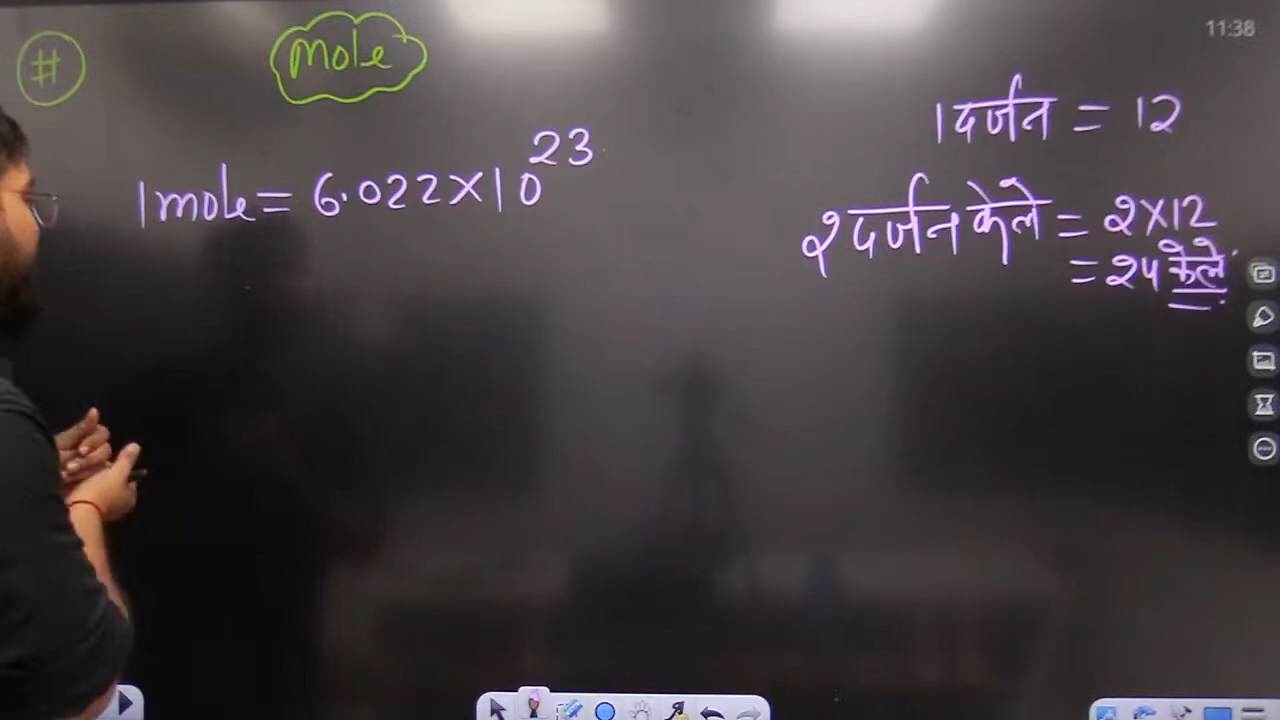 #
mole
11:38
1 mole = 6.022×10^23
1 दर्जन = 12
2 दर्जन केले = 2×12
= 24 केले